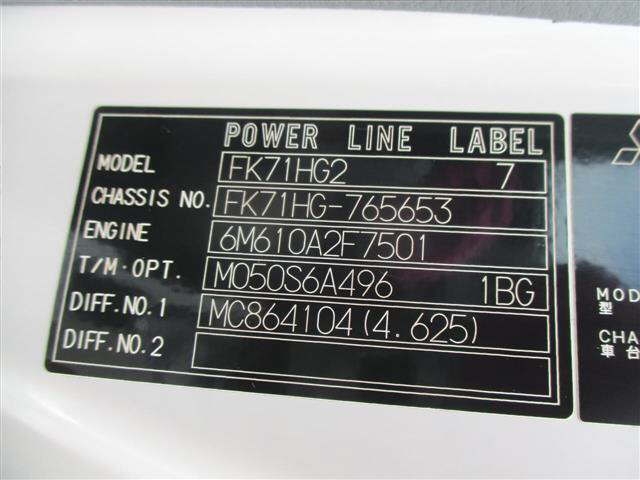 POWER LINE LABEL
MODEL FK71HG2 7
CHASSIS NO. FK71HG-765653
ENGINE 6M610A2F7501
T/M·OPT. M050S6A496 1BG
DIFF.NO.1 MC864104(4.625)
DIFF.NO.2
MOD
型
CHA
車台